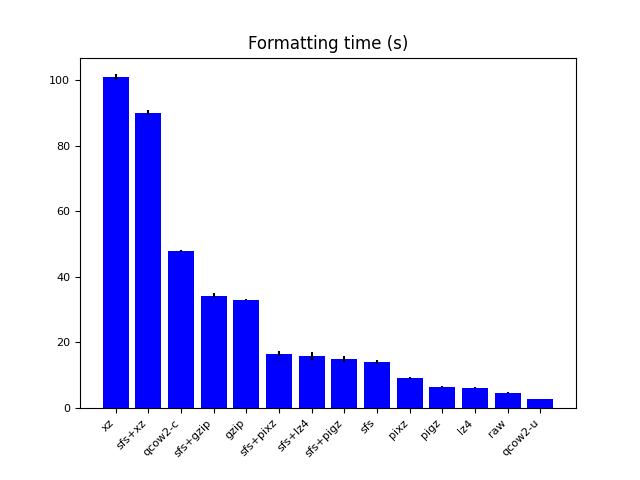 Formatting time (s)
100
80
60
40
20
0
xz
sfs+xz
qcow2-c
sfs+gzip
gzip
sfs+pixz
sfs+lz4
sfs+pigz
sfs
pixz
pigz
lz4
raw
qcow2-u